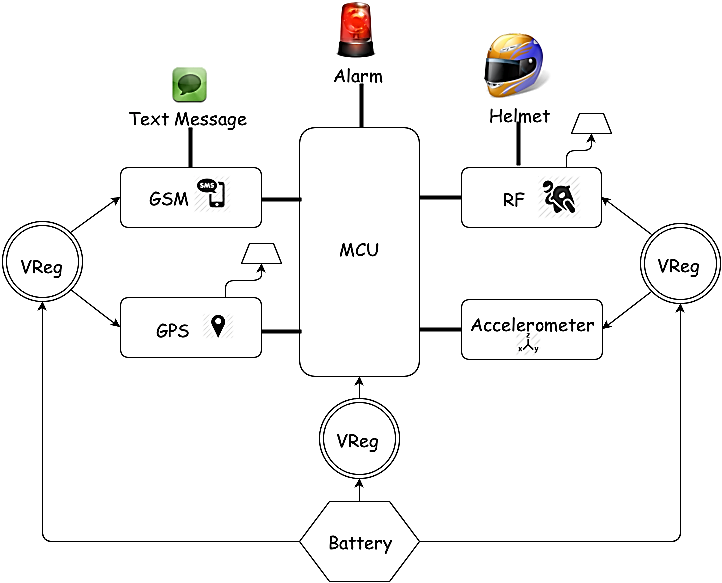 Alarm
Text Message
Helmet
GSM
SMS
RF
MCU
VReg
VReg
GPS
Accelerometer
z
x
y
VReg
Battery